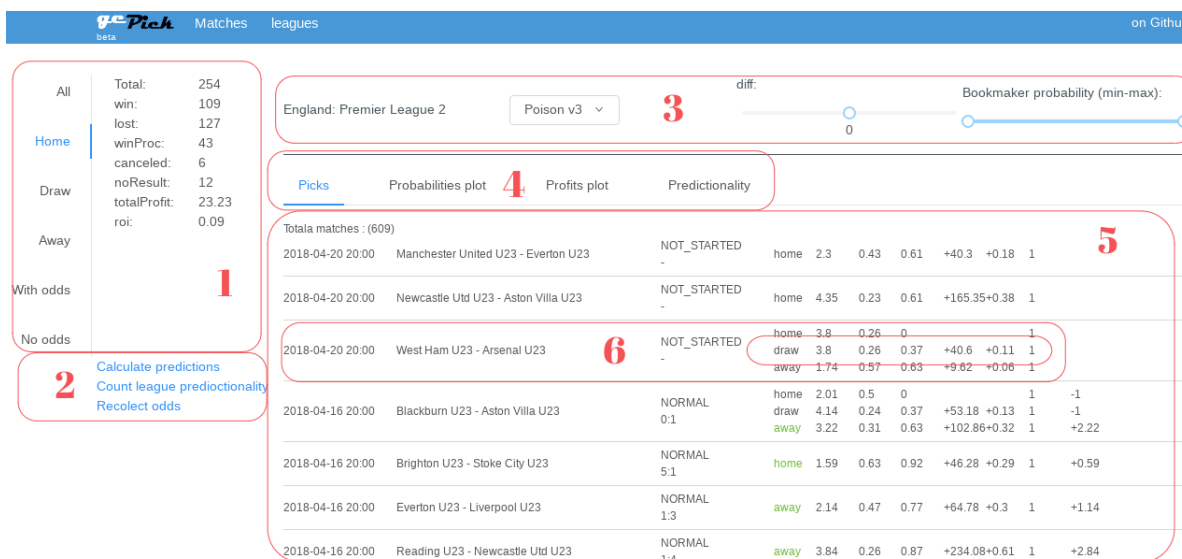 gcPick Matches leagues on Githu
beta
All
Home
Draw
Away
With odds
No odds
Total: 254
win: 109
lost: 127
winProc: 43
canceled: 6
noResult: 12
totalProfit: 23.23
roi: 0.09
1
Calculate predictions
Count league predioctionality
Recolect odds
2
England: Premier League 2
Poison v3
3
diff:
0
Bookmaker probability (min-max):
Picks Probabilities plot Profits plot Predictionality
4
Totala matches : (609)
5
2018-04-20 20:00 Manchester United U23 - Everton U23 NOT_STARTED - home 2.3 0.43 0.61 +40.3 +0.18 1
2018-04-20 20:00 Newcastle Utd U23 - Aston Villa U23 NOT_STARTED - home 4.35 0.23 0.61 +165.35 +0.38 1
2018-04-20 20:00 West Ham U23 - Arsenal U23 NOT_STARTED -
6
home 3.8 0.26 0 1
draw 3.8 0.26 0.37 +40.6 +0.11 1
away 1.74 0.57 0.63 +9.62 +0.06 1
2018-04-16 20:00 Blackburn U23 - Aston Villa U23 NORMAL 0:1
home 2.01 0.5 0 1 -1
draw 4.14 0.24 0.37 +53.18 +0.13 1 -1
away 3.22 0.31 0.63 +102.86 +0.32 1 +2.22
2018-04-16 20:00 Brighton U23 - Stoke City U23 NORMAL 5:1 home 1.59 0.63 0.92 +46.28 +0.29 1 +0.59
2018-04-16 20:00 Everton U23 - Liverpool U23 NORMAL 1:3 away 2.14 0.47 0.77 +64.78 +0.3 1 +1.14
2018-04-16 20:00 Reading U23 - Newcastle Utd U23 NORMAL 1:4 away 3.84 0.26 0.87 +234.08 +0.61 1 +2.84